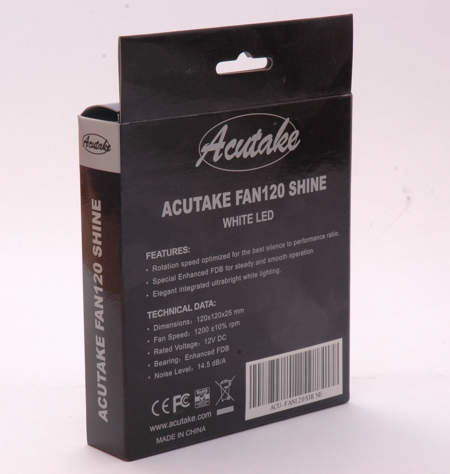 Acutake
ACUTAKE FAN120 SHINE
Acutake
ACUTAKE FAN120 SHINE
WHITE LED
FEATURES:
• Rotation speed optimized for the best silence to performance ratio.
• Special Enhanced FDB for steady and smooth operation
• Elegant integrated ultrabright white lighting.
TECHNICAL DATA:
• Dimensions: 120x120x25 mm
• Fan Speed: 1200 ±10% rpm
• Rated Voltage: 12V DC
• Bearing: Enhanced FDB
• Noise Level: 14.5 dB/A
CE FC RoHS
www.acutake.com
MADE IN CHINA